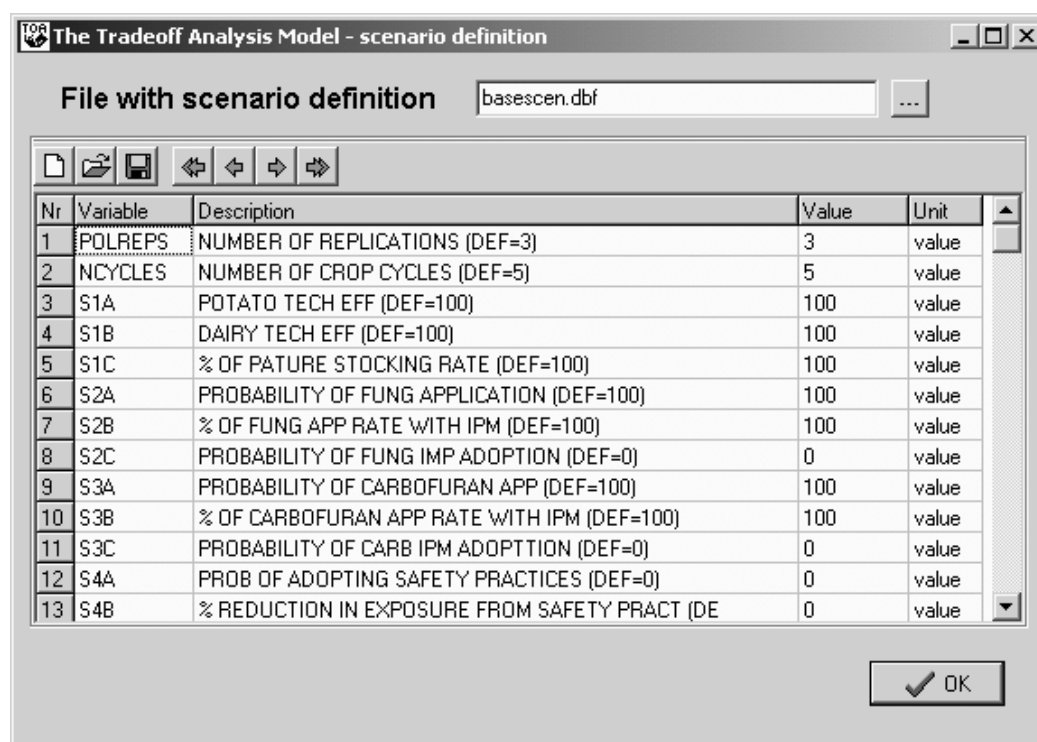 TOA The Tradeoff Analysis Model - scenario definition
File with scenario definition basescen.dbf ...
Nr Variable Description Value Unit
1 POLREPS NUMBER OF REPLICATIONS (DEF=3) 3 value
2 NCYCLES NUMBER OF CROP CYCLES (DEF=5) 5 value
3 S1A POTATO TECH EFF (DEF=100) 100 value
4 S1B DAIRY TECH EFF (DEF=100) 100 value
5 S1C % OF PATURE STOCKING RATE (DEF=100) 100 value
6 S2A PROBABILITY OF FUNG APPLICATION (DEF=100) 100 value
7 S2B % OF FUNG APP RATE WITH IPM (DEF=100) 100 value
8 S2C PROBABILITY OF FUNG IMP ADOPTION (DEF=0) 0 value
9 S3A PROBABILITY OF CARBOFURAN APP (DEF=100) 100 value
10 S3B % OF CARBOFURAN APP RATE WITH IPM (DEF=100) 100 value
11 S3C PROBABILITY OF CARB IPM ADOPTTION (DEF=0) 0 value
12 S4A PROB OF ADOPTING SAFETY PRACTICES (DEF=0) 0 value
13 S4B % REDUCTION IN EXPOSURE FROM SAFETY PRACT (DE 0 value
OK